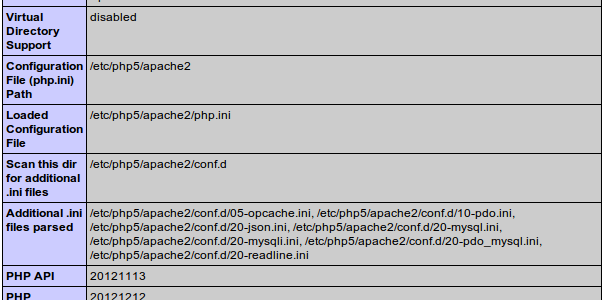 Virtual
Directory
Support
disabled
Configuration
File (php.ini)
Path
/etc/php5/apache2
Loaded
Configuration
File
/etc/php5/apache2/php.ini
Scan this dir
for additional
.ini files
/etc/php5/apache2/conf.d
Additional .ini
files parsed
/etc/php5/apache2/conf.d/05-opcache.ini, /etc/php5/apache2/conf.d/10-pdo.ini,
/etc/php5/apache2/conf.d/20-json.ini, /etc/php5/apache2/conf.d/20-mysql.ini,
/etc/php5/apache2/conf.d/20-mysqli.ini, /etc/php5/apache2/conf.d/20-pdo_mysql.ini,
/etc/php5/apache2/conf.d/20-readline.ini
PHP API
20121113
PHP
20121212